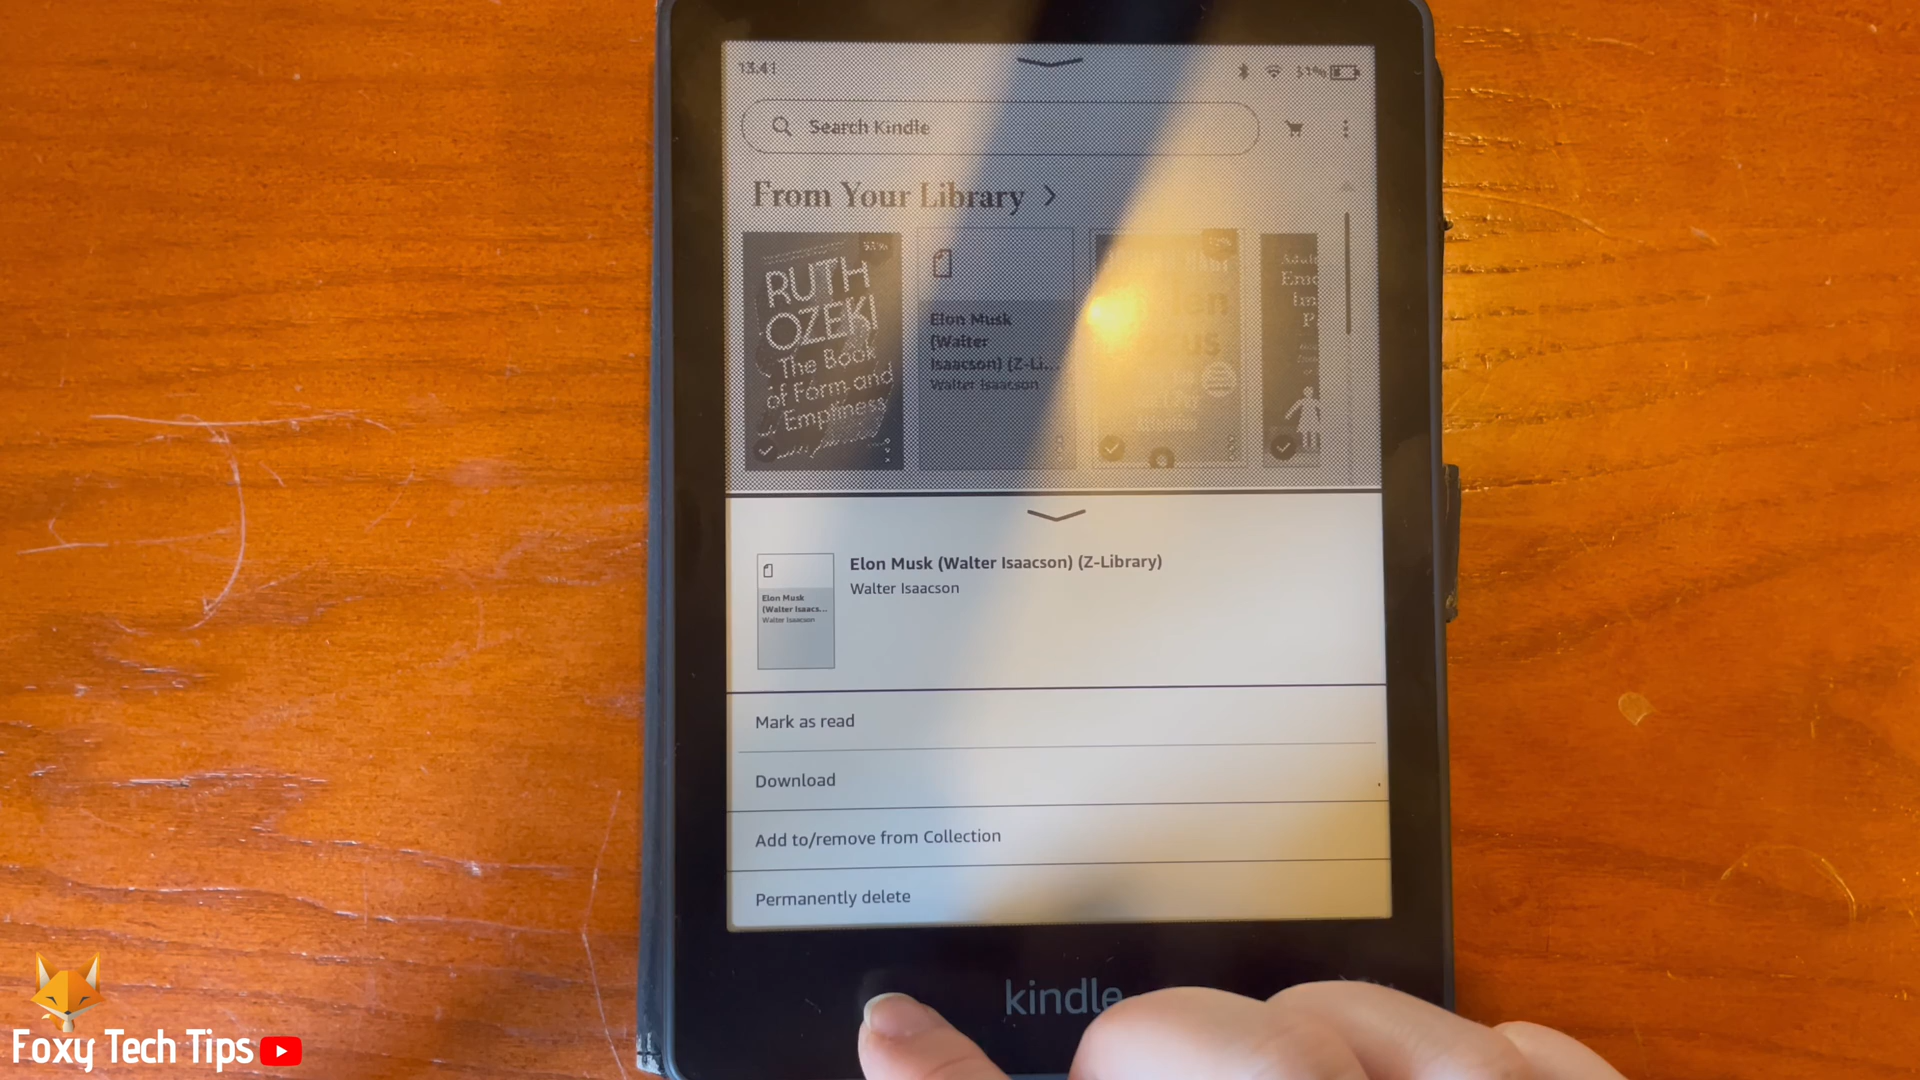 13.41
51%
Search Kindle
From Your Library
93%
RUTH
OZEKI
The Book
of Form and
Emptiness
Elon Musk
(Walter
Isaacson) (Z-Li...
Walter Isaacson
Elon Musk (Walter Isaacson) (Z-Library)
Walter Isaacson
Elon Musk
(Walter Isaacs...
Walter Isaacson
Mark as read
Download
Add to/remove from Collection
Permanently delete
kindle
Foxy Tech Tips